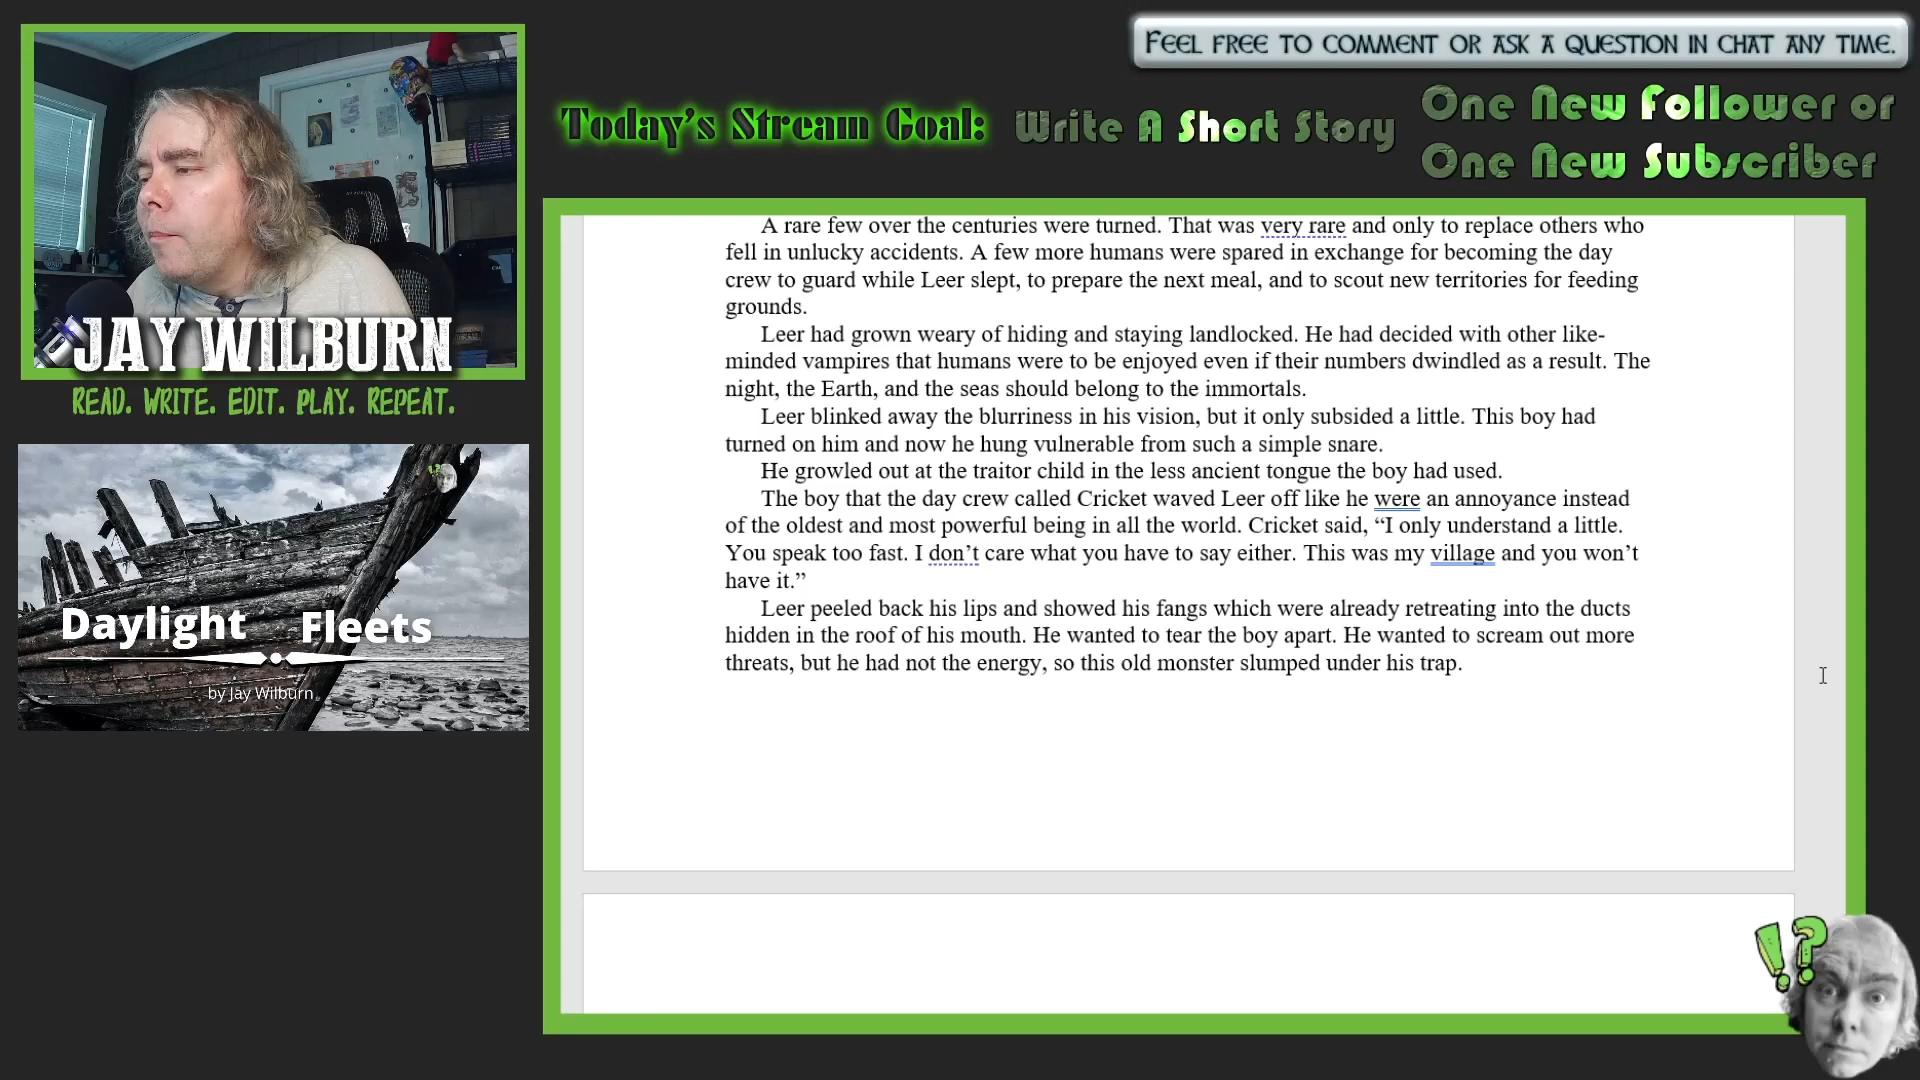 FEEL FREE TO COMMENT OR ASK A QUESTION IN CHAT ANY TIME.
Today's Stream Goal:
Write A Short Story
One New Follower or
One New Subscriber
JAY WILBURN
READ. WRITE. EDIT. PLAY. REPEAT.
Daylight Fleets
by Jay Wilburn
A rare few over the centuries were turned. That was very rare and only to replace others who
fell in unlucky accidents. A few more humans were spared in exchange for becoming the day
crew to guard while Leer slept, to prepare the next meal, and to scout new territories for feeding
grounds.
Leer had grown weary of hiding and staying landlocked. He had decided with other like-
minded vampires that humans were to be enjoyed even if their numbers dwindled as a result. The
night, the Earth, and the seas should belong to the immortals.
Leer blinked away the blurriness in his vision, but it only subsided a little. This boy had
turned on him and now he hung vulnerable from such a simple snare.
He growled out at the traitor child in the less ancient tongue the boy had used.
The boy that the day crew called Cricket waved Leer off like he were an annoyance instead
of the oldest and most powerful being in all the world. Cricket said, “I only understand a little.
You speak too fast. I don’t care what you have to say either. This was my village and you won’t
have it.”
Leer peeled back his lips and showed his fangs which were already retreating into the ducts
hidden in the roof of his mouth. He wanted to tear the boy apart. He wanted to scream out more
threats, but he had not the energy, so this old monster slumped under his trap.
!?